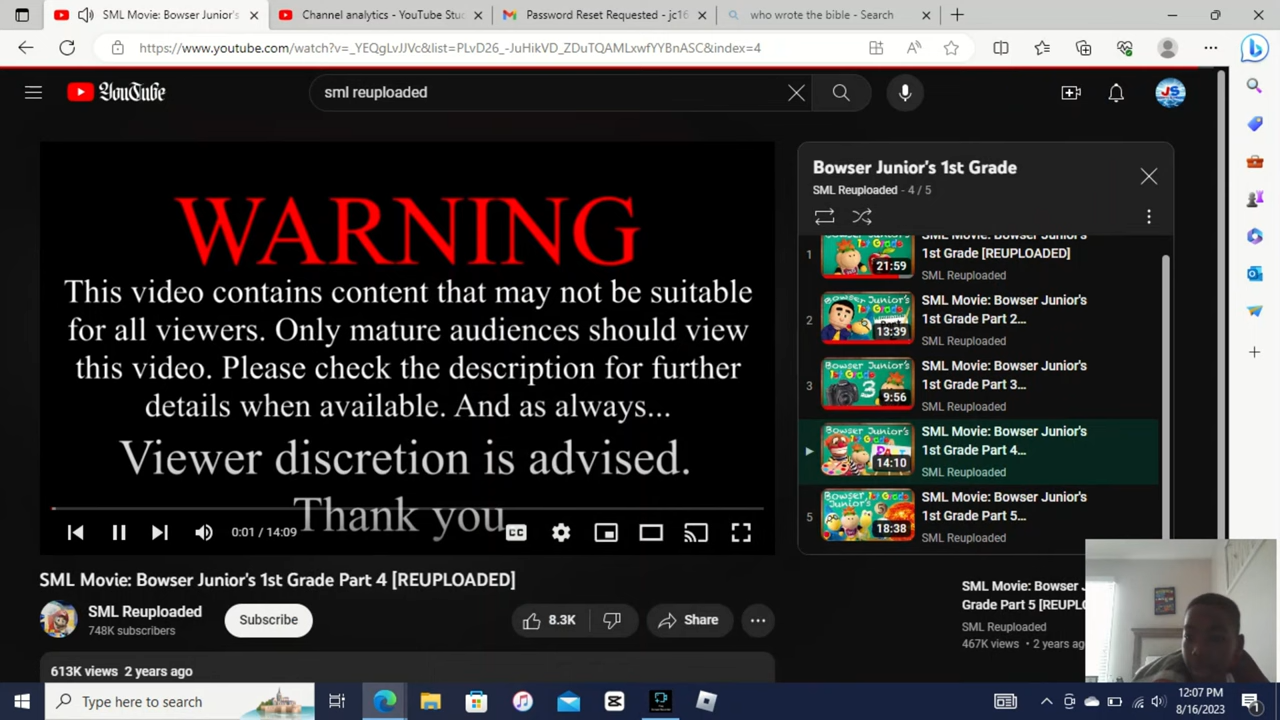 SML Movie: Bowser Junior's
Channel analytics - YouTube Stu
Password Reset Requested - jc16
who wrote the bible - Search
https://www.youtube.com/watch?v=_YEQgLvJJVc&list=PLvD26_-JuHikVD_ZDuTQAMLxwfYYBnASC&index=4
YouTube
sml reuploaded
JS
WARNING
This video contains content that may not be suitable
for all viewers. Only mature audiences should view
this video. Please check the description for further
details when available. And as always...
Viewer discretion is advised.
Thank you
0:01 / 14:09
CC
Bowser Junior's 1st Grade
SML Reuploaded - 4 / 5
1
SML Movie: Bowser Junior's
1st Grade [REUPLOADED]
SML Reuploaded
21:59
2
SML Movie: Bowser Junior's
1st Grade Part 2...
SML Reuploaded
13:39
3
SML Movie: Bowser Junior's
1st Grade Part 3...
SML Reuploaded
9:56
SML Movie: Bowser Junior's
1st Grade Part 4...
SML Reuploaded
14:10
5
SML Movie: Bowser Junior's
1st Grade Part 5...
SML Reuploaded
18:38
SML Movie: Bowser Junior's 1st Grade Part 4 [REUPLOADED]
SML Reuploaded
748K subscribers
Subscribe
8.3K
Share
613K views 2 years ago
SML Movie: Bowser J
Grade Part 5 [REUPLO
SML Reuploaded
467K views • 2 years ago
Type here to search
12:07 PM
8/16/2023